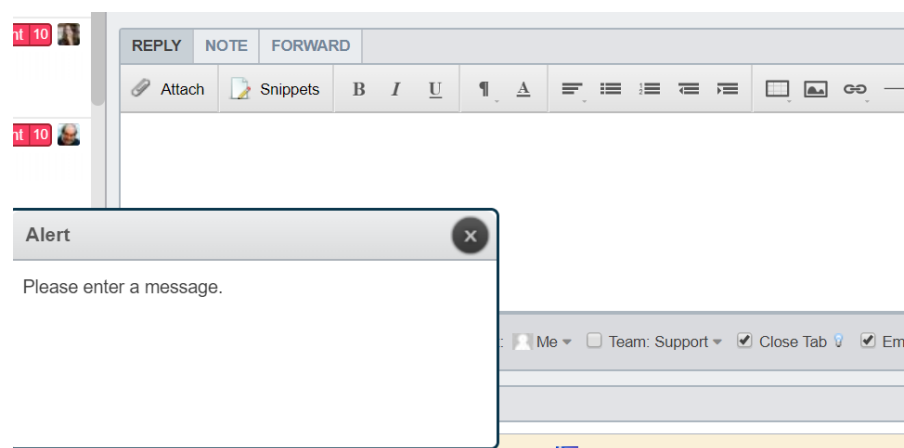 nt 10
REPLY NOTE FORWARD
Attach Snippets B I U ¶ A
nt 10
Alert
Please enter a message.
: Me Team: Support Close Tab Em